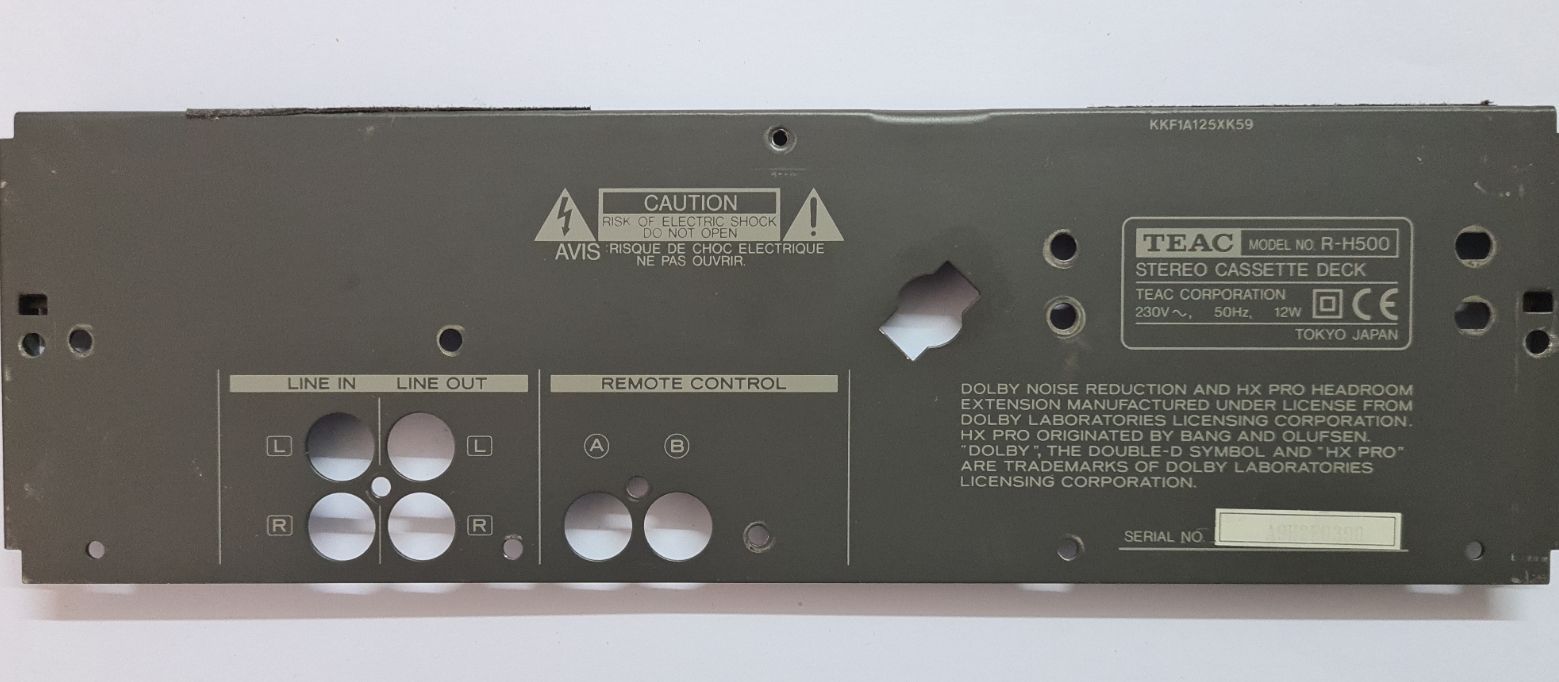 KKF1A125XK59
CAUTION
RISK OF ELECTRIC SHOCK
DO NOT OPEN
AVIS :RISQUE DE CHOC ELECTRIQUE
NE PAS OUVRIR.
TEAC MODEL NO. R-H500
STEREO CASSETTE DECK
TEAC CORPORATION
230V~, 50Hz, 12W CE
TOKYO JAPAN
LINE IN LINE OUT
L L
R R
REMOTE CONTROL
A B
DOLBY NOISE REDUCTION AND HX PRO HEADROOM
EXTENSION MANUFACTURED UNDER LICENSE FROM
DOLBY LABORATORIES LICENSING CORPORATION.
HX PRO ORIGINATED BY BANG AND OLUFSEN.
"DOLBY", THE DOUBLE-D SYMBOL AND "HX PRO"
ARE TRADEMARKS OF DOLBY LABORATORIES
LICENSING CORPORATION.
SERIAL NO.